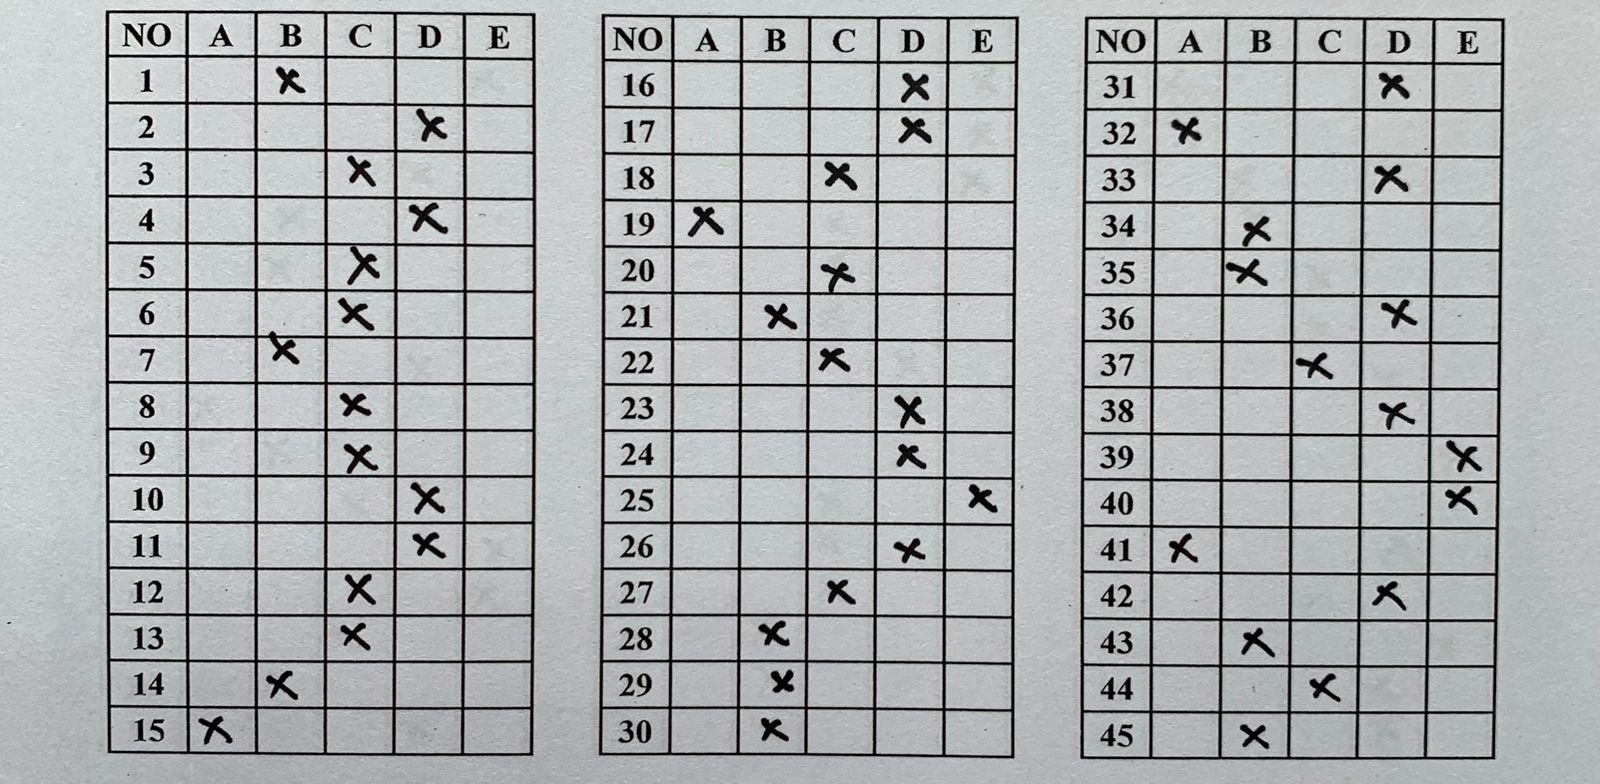 NO A B C D E
1 X
2 X
3 X
4 X
5 X
6 X
7 X
8 X
9 X
10 X
11 X
12 X
13 X
14 X
15 X
NO A B C D E
16 X
17 X
18 X
19 X
20 X
21 X
22 X
23 X
24 X
25 X
26 X
27 X
28 X
29 X
30 X
NO A B C D E
31 X
32 X
33 X
34 X
35 X
36 X
37 X
38 X
39 X
40 X
41 X
42 X
43 X
44 X
45 X